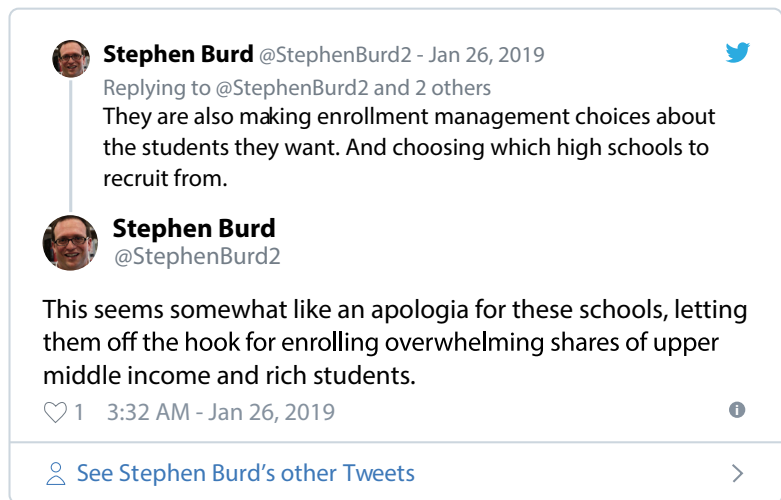 Stephen Burd @StephenBurd2 - Jan 26, 2019
Replying to @StephenBurd2 and 2 others
They are also making enrollment management choices about
the students they want. And choosing which high schools to
recruit from.
Stephen Burd
@StephenBurd2
This seems somewhat like an apologia for these schools, letting
them off the hook for enrolling overwhelming shares of upper
middle income and rich students.
1 3:32 AM - Jan 26, 2019
See Stephen Burd's other Tweets